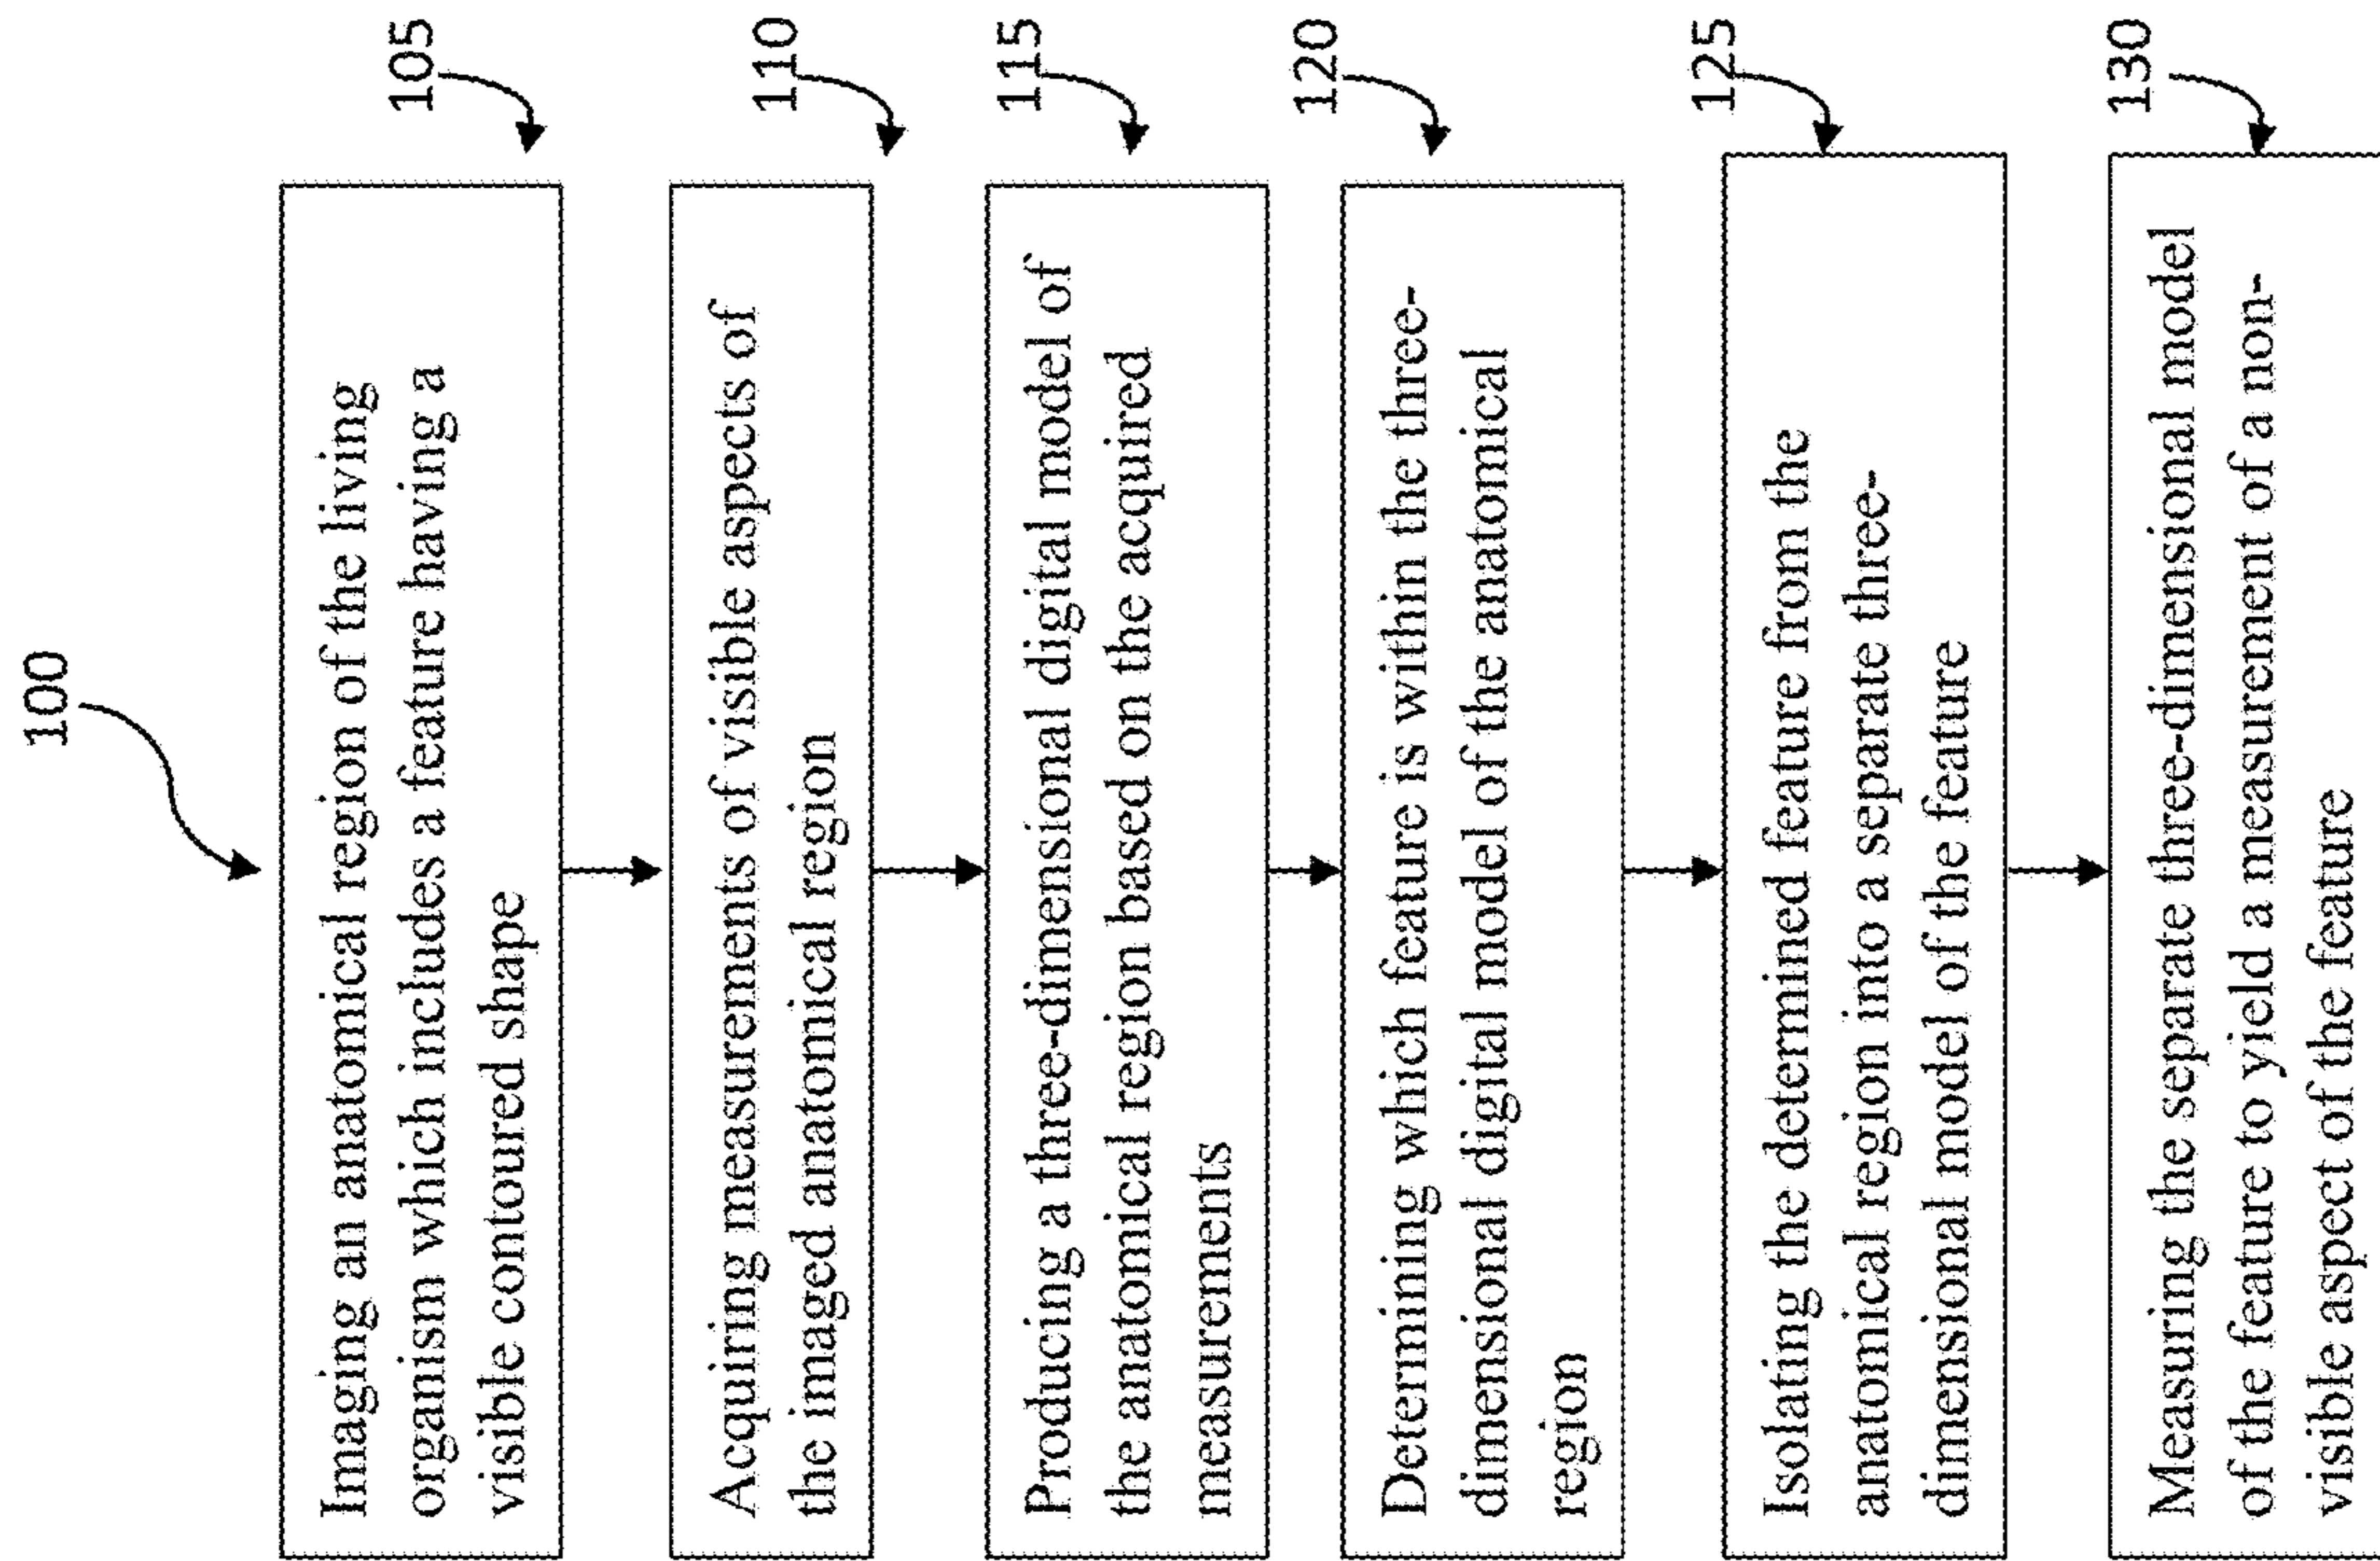 100
105
Imaging an anatomical region of the living
organism which includes a feature having a
visible contoured shape
110
Acquiring measurements of visible aspects of
the imaged anatomical region
115
Producing a three-dimensional digital model of
the anatomical region based on the acquired
measurements
120
Determining which feature is within the three-
dimensional digital model of the anatomical
region
125
Isolating the determined feature from the
anatomical region into a separate three-
dimensional model of the feature
130
Measuring the separate three-dimensional model
of the feature to yield a measurement of a non-
visible aspect of the feature